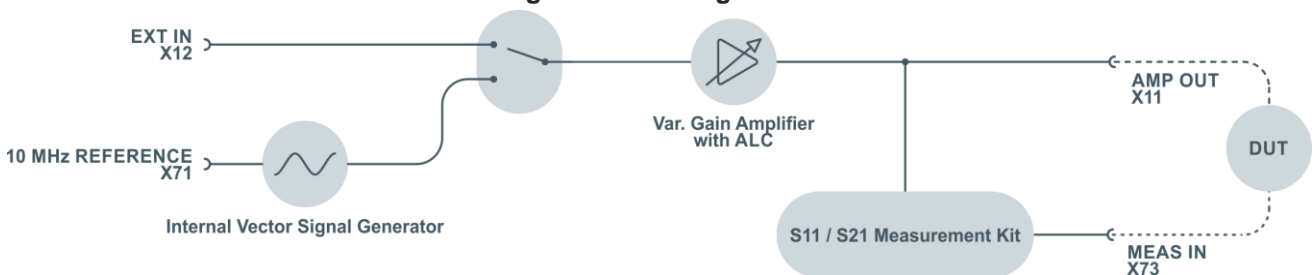 EXT IN
X12
10 MHz REFERENCE
X71
Internal Vector Signal Generator
Var. Gain Amplifier
with ALC
AMP OUT
X11
DUT
S11 / S21 Measurement Kit
MEAS IN
X73